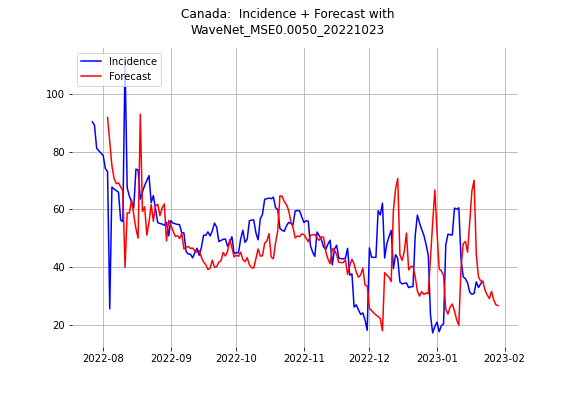 Canada:  Incidence + Forecast with
WaveNet_MSE0.0050_20221023
Incidence
Forecast
100
80
60
40
20
2022-08 2022-09 2022-10 2022-11 2022-12 2023-01 2023-02